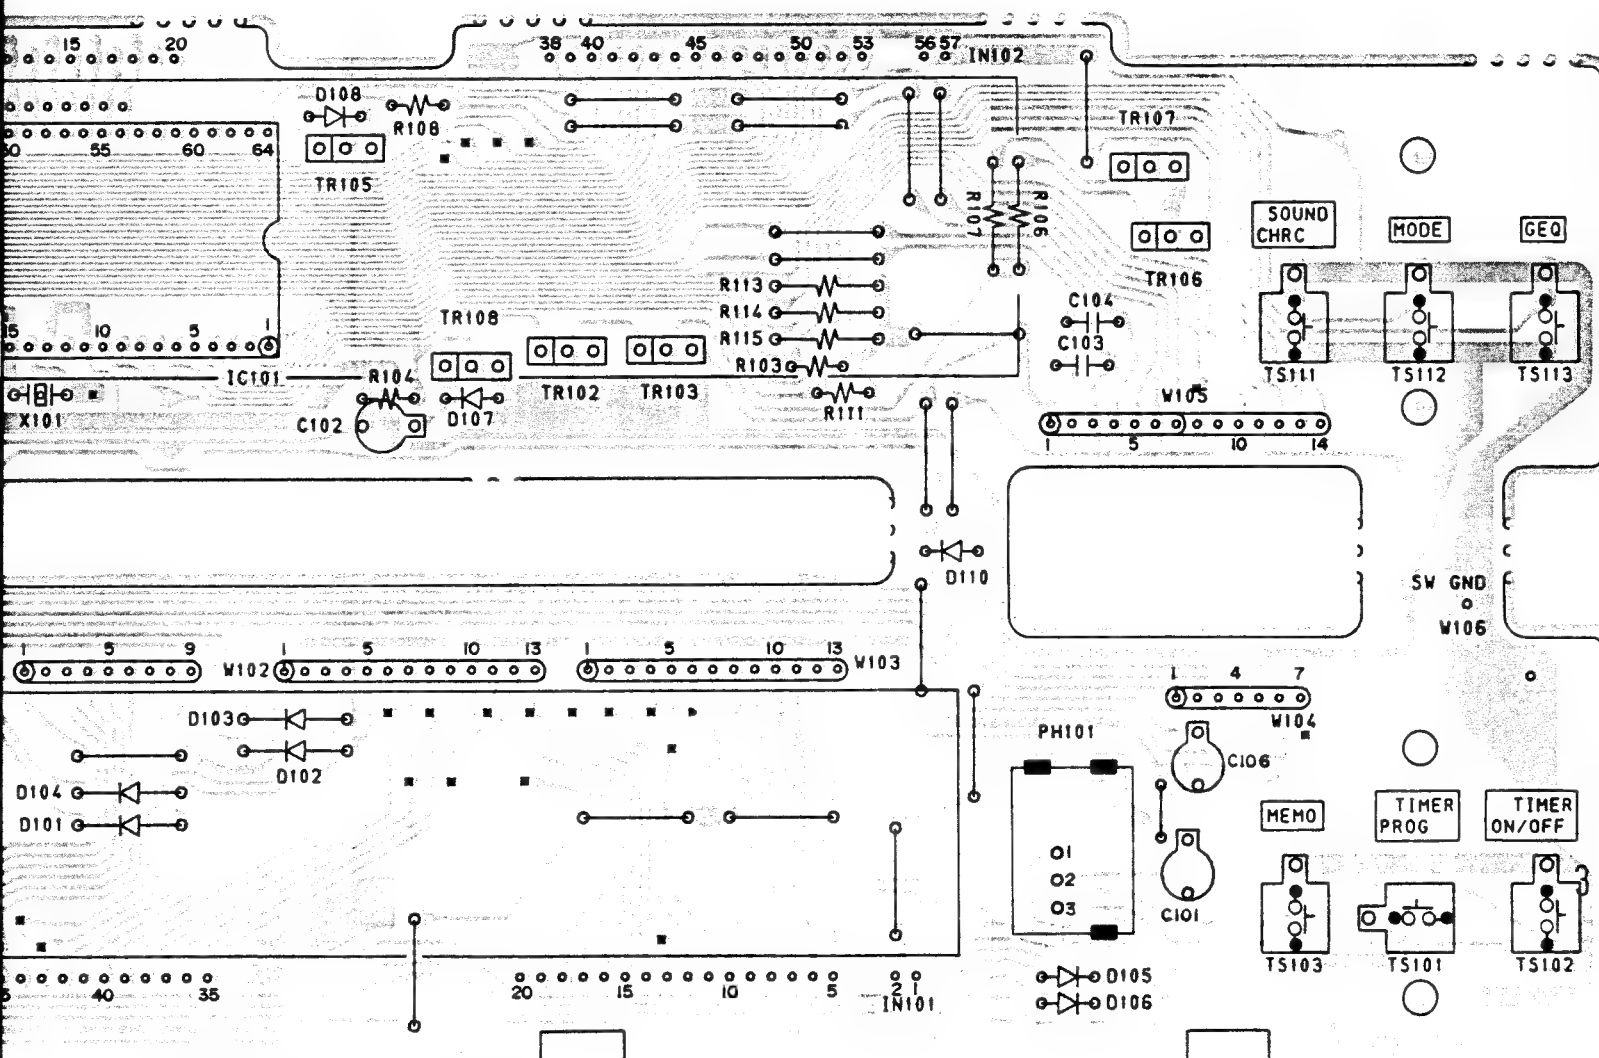 15 20 38 40 45 50 53 56 57 IN102
D108
R108
TR107
50 55 60 64
TR105
R107 R106
SOUND
CHRC
MODE
GEQ
TR106
R113
C104
R114
TR108
15 10 5 1
R115
C103
R103
IC101
R104
TR102 TR103
TS111 TS112 TS113
X101
C102
D107
R111
W105
1 5 10 14
D110
SW GND
W106
1 5 9
W102
1 5 10 13
1 5 10 13
W103
1 4 7
W104
D103
PH101
D102
C106
D104
D101
MEMO
TIMER
PROG
TIMER
ON/OFF
1
2
3
3
C101
TS103 TS101 TS102
D105
D106
40 35 20 15 10 5 2 1
IN101